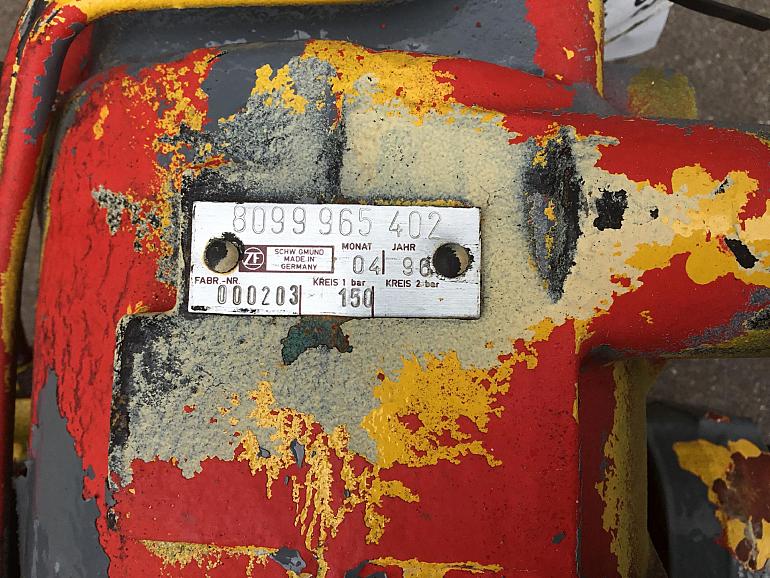 8099 965 402
ZF SCHW. GMUND MADE IN GERMANY MONAT JAHR
04 96
FABR.-NR. KREIS 1 bar KREIS 2 bar
000203 150